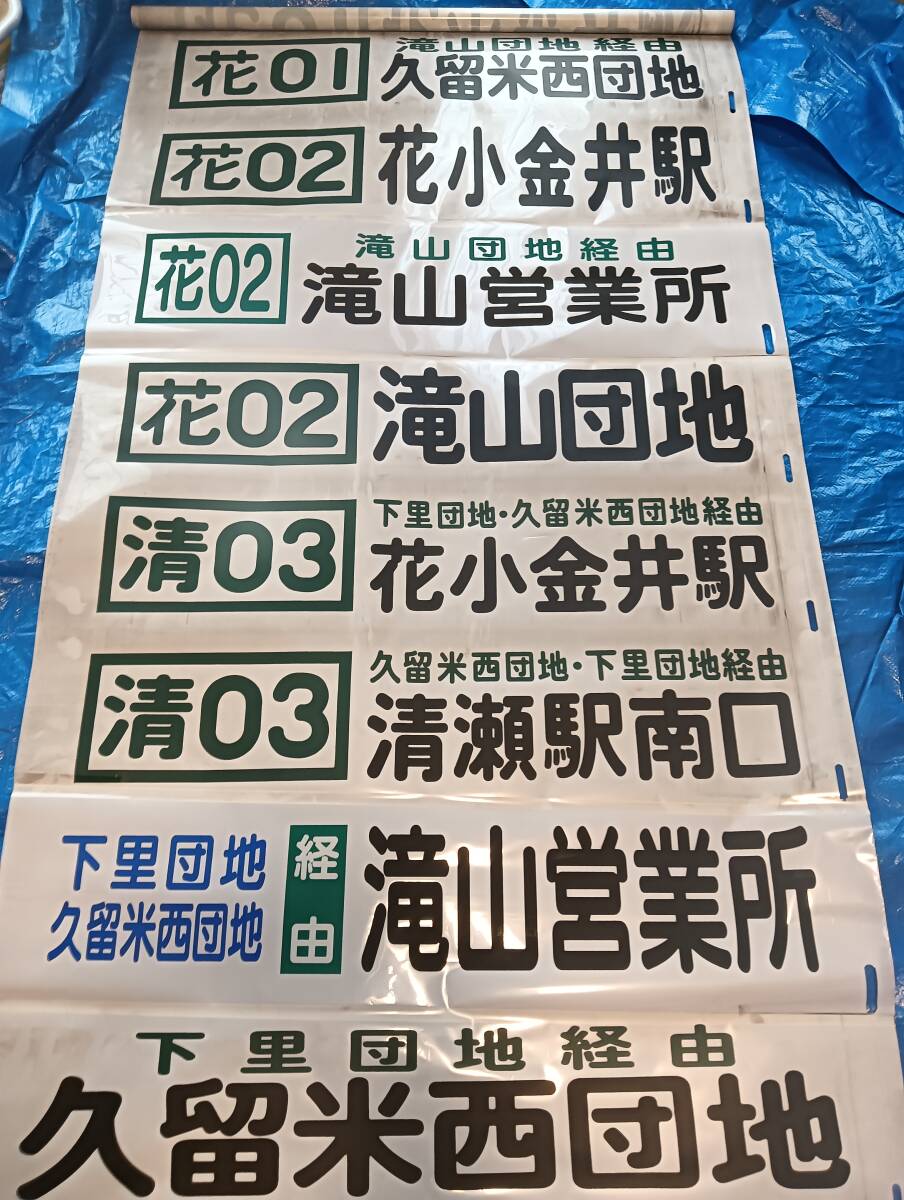 滝山団地経由
花01 久留米西団地
花02 花小金井駅
滝山団地経由
花02 滝山営業所
花02 滝山団地
下里団地・久留米西団地経由
清03 花小金井駅
久留米西団地・下里団地経由
清03 清瀬駅南口
下里団地
久留米西団地
経由
滝山営業所
下里団地経由
久留米西団地